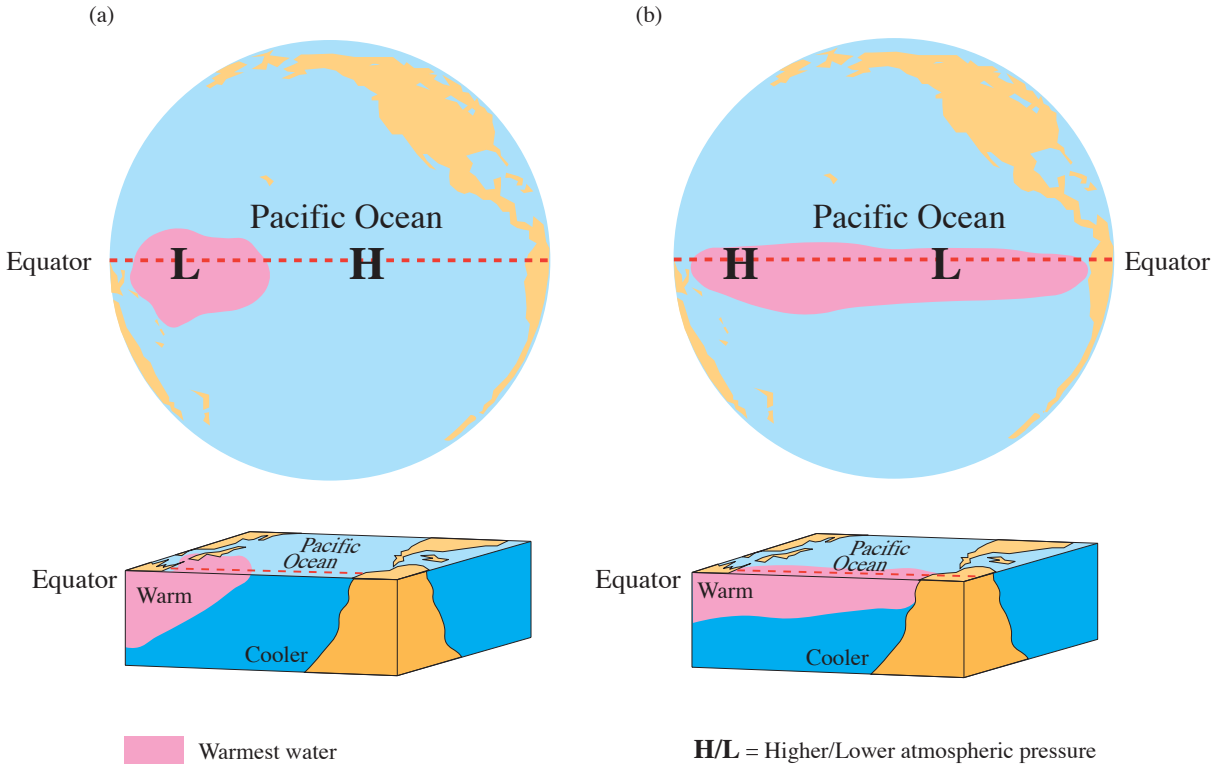 (a)
Pacific Ocean
Equator
L
H
(b)
Pacific Ocean
H
L
Equator
Pacific
Ocean
Equator
Warm
Cooler
Pacific
Ocean
Equator
Warm
Cooler
Warmest water
H/L = Higher/Lower atmospheric pressure